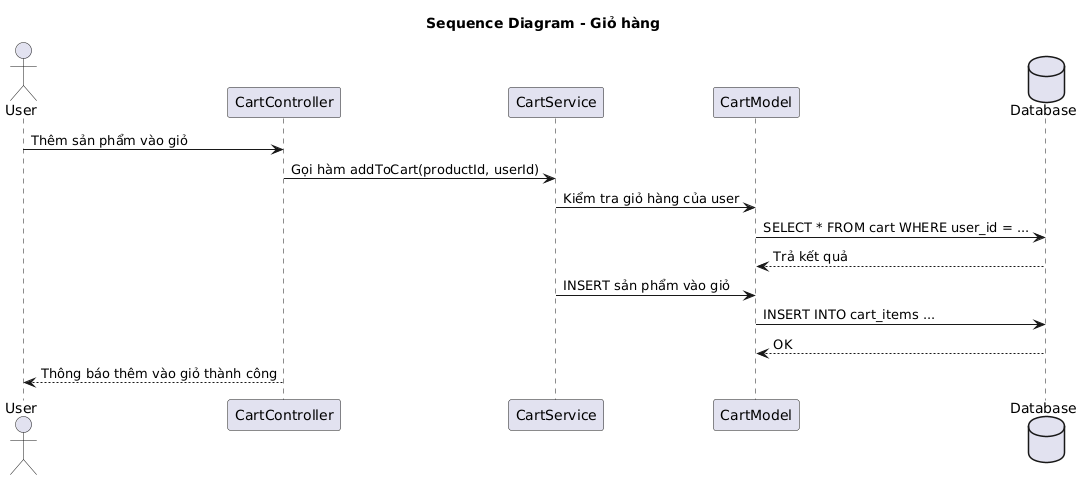 Sequence Diagram - Giỏ hàng
User
CartController
CartService
CartModel
Database
Thêm sản phẩm vào giỏ
Gọi hàm addToCart(productId, userId)
Kiểm tra giỏ hàng của user
SELECT * FROM cart WHERE user_id = ...
Trả kết quả
INSERT sản phẩm vào giỏ
INSERT INTO cart_items ...
OK
Thông báo thêm vào giỏ thành công
User
CartController
CartService
CartModel
Database